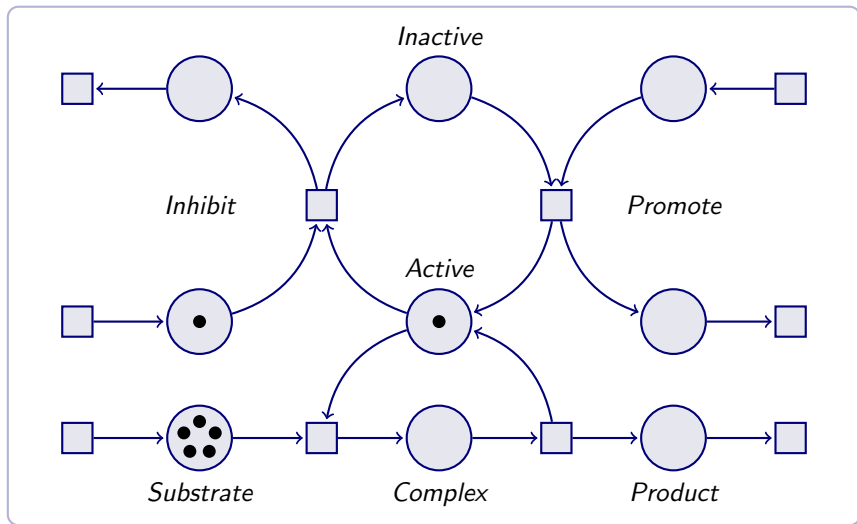 Inactive
Inhibit
Promote
Active
Substrate
Complex
Product